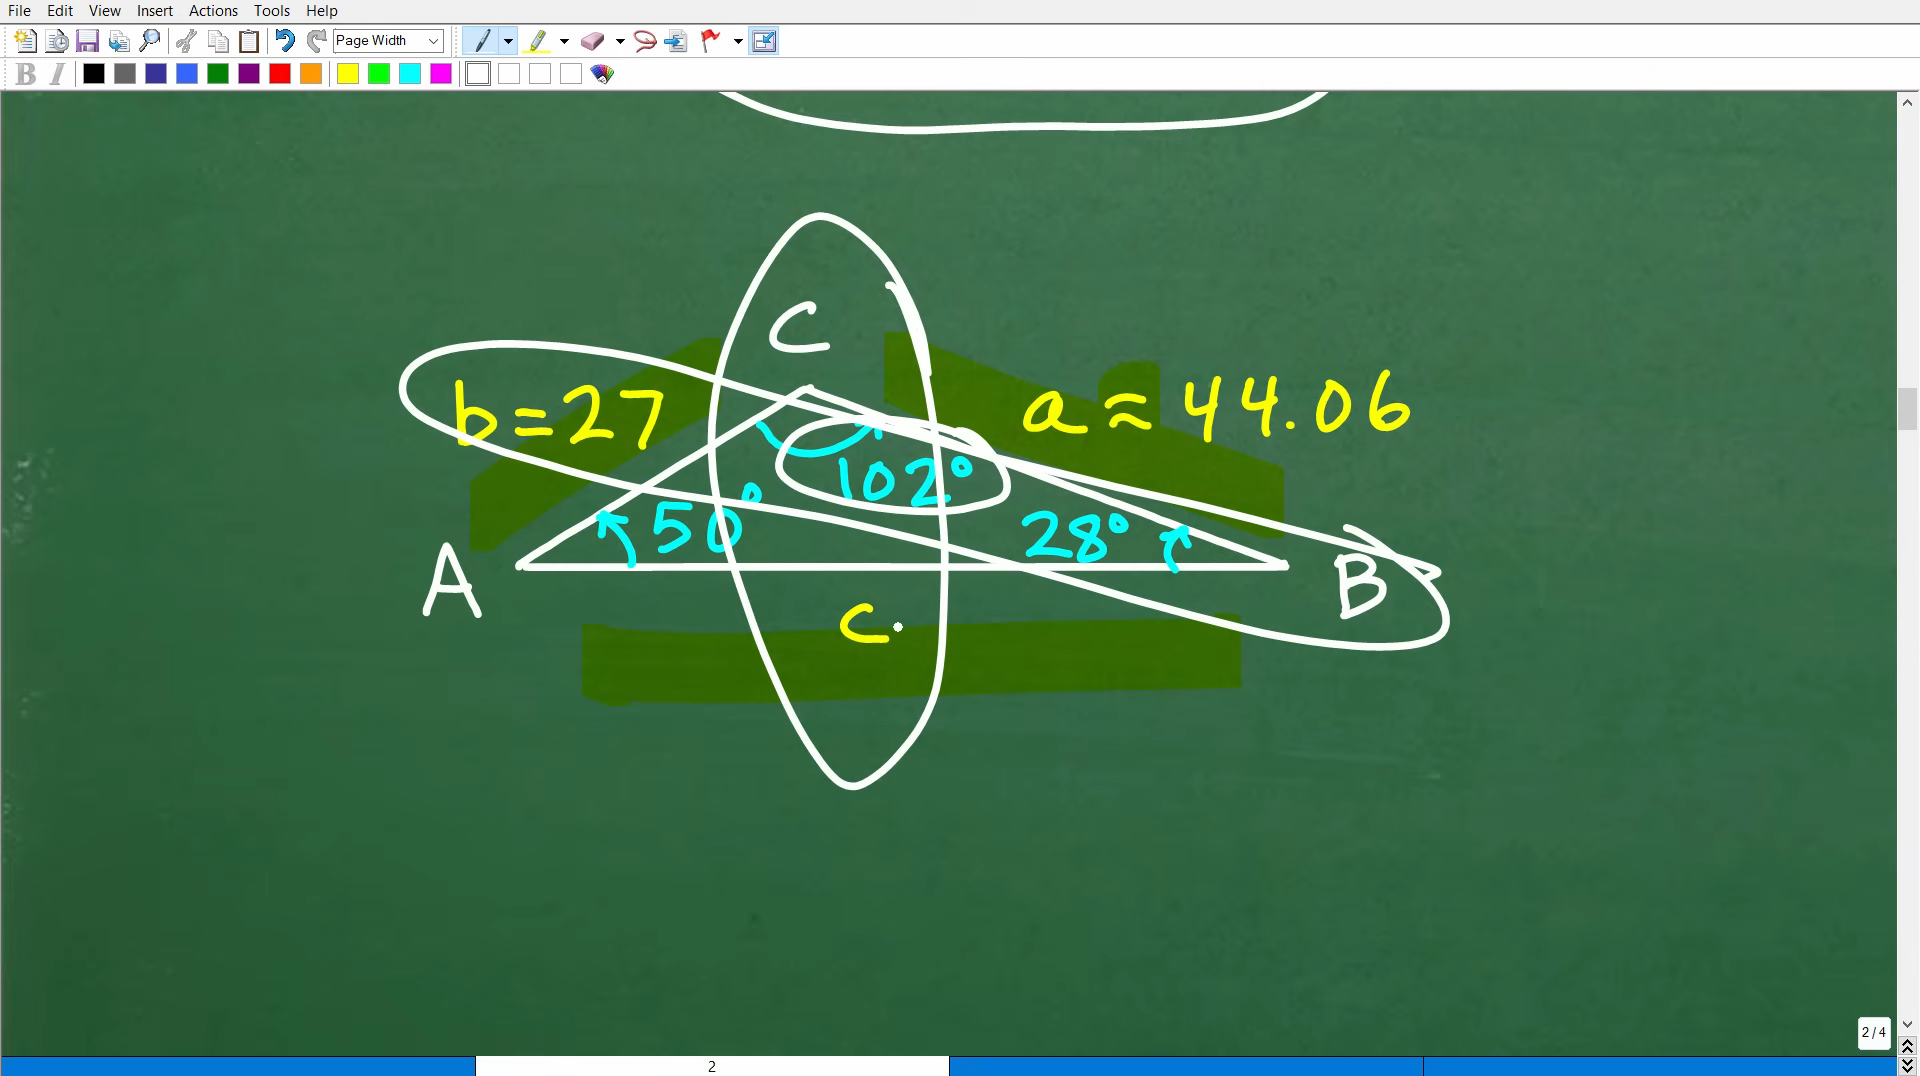 File Edit View Insert Actions Tools Help
Page Width
B I
C
b=27
a≈44.06
102°
50°
28°
A
B
c
2/4
2